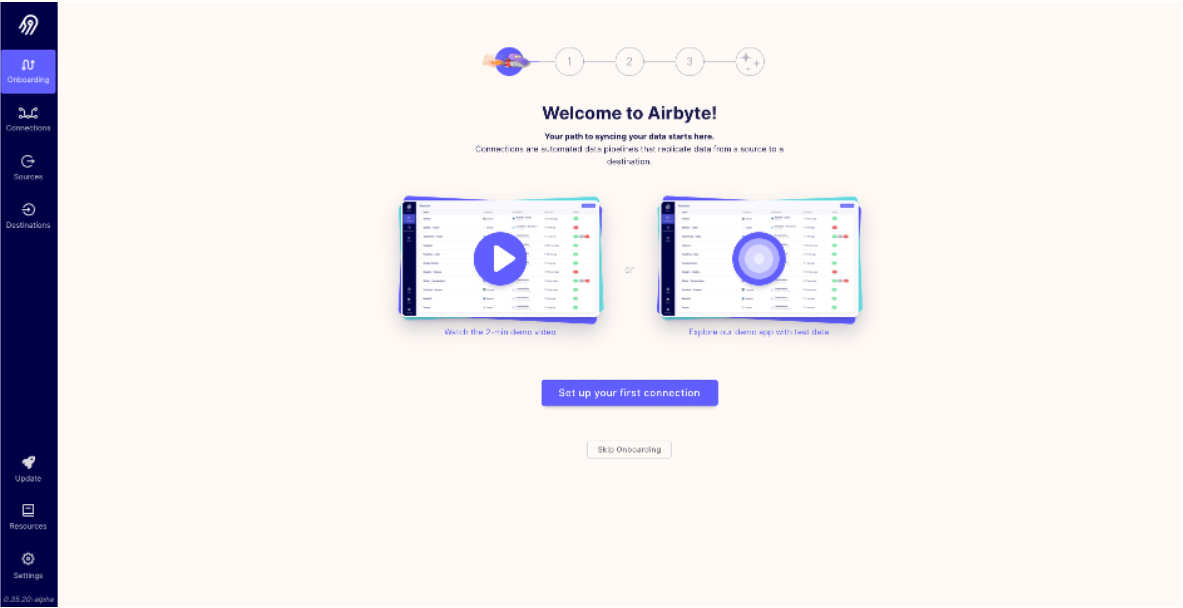 Onboarding
Connections
Sources
Destinations
Update
Resources
Settings
0.35.20-alpha
1
2
3
Welcome to Airbyte!
Your path to syncing your data starts here.
Connections are automated data pipelines that replicate data from a source to a
destination.
or
Watch the 2-min demo video
Explore our demo app with test data
Set up your first connection
Skip Onboarding